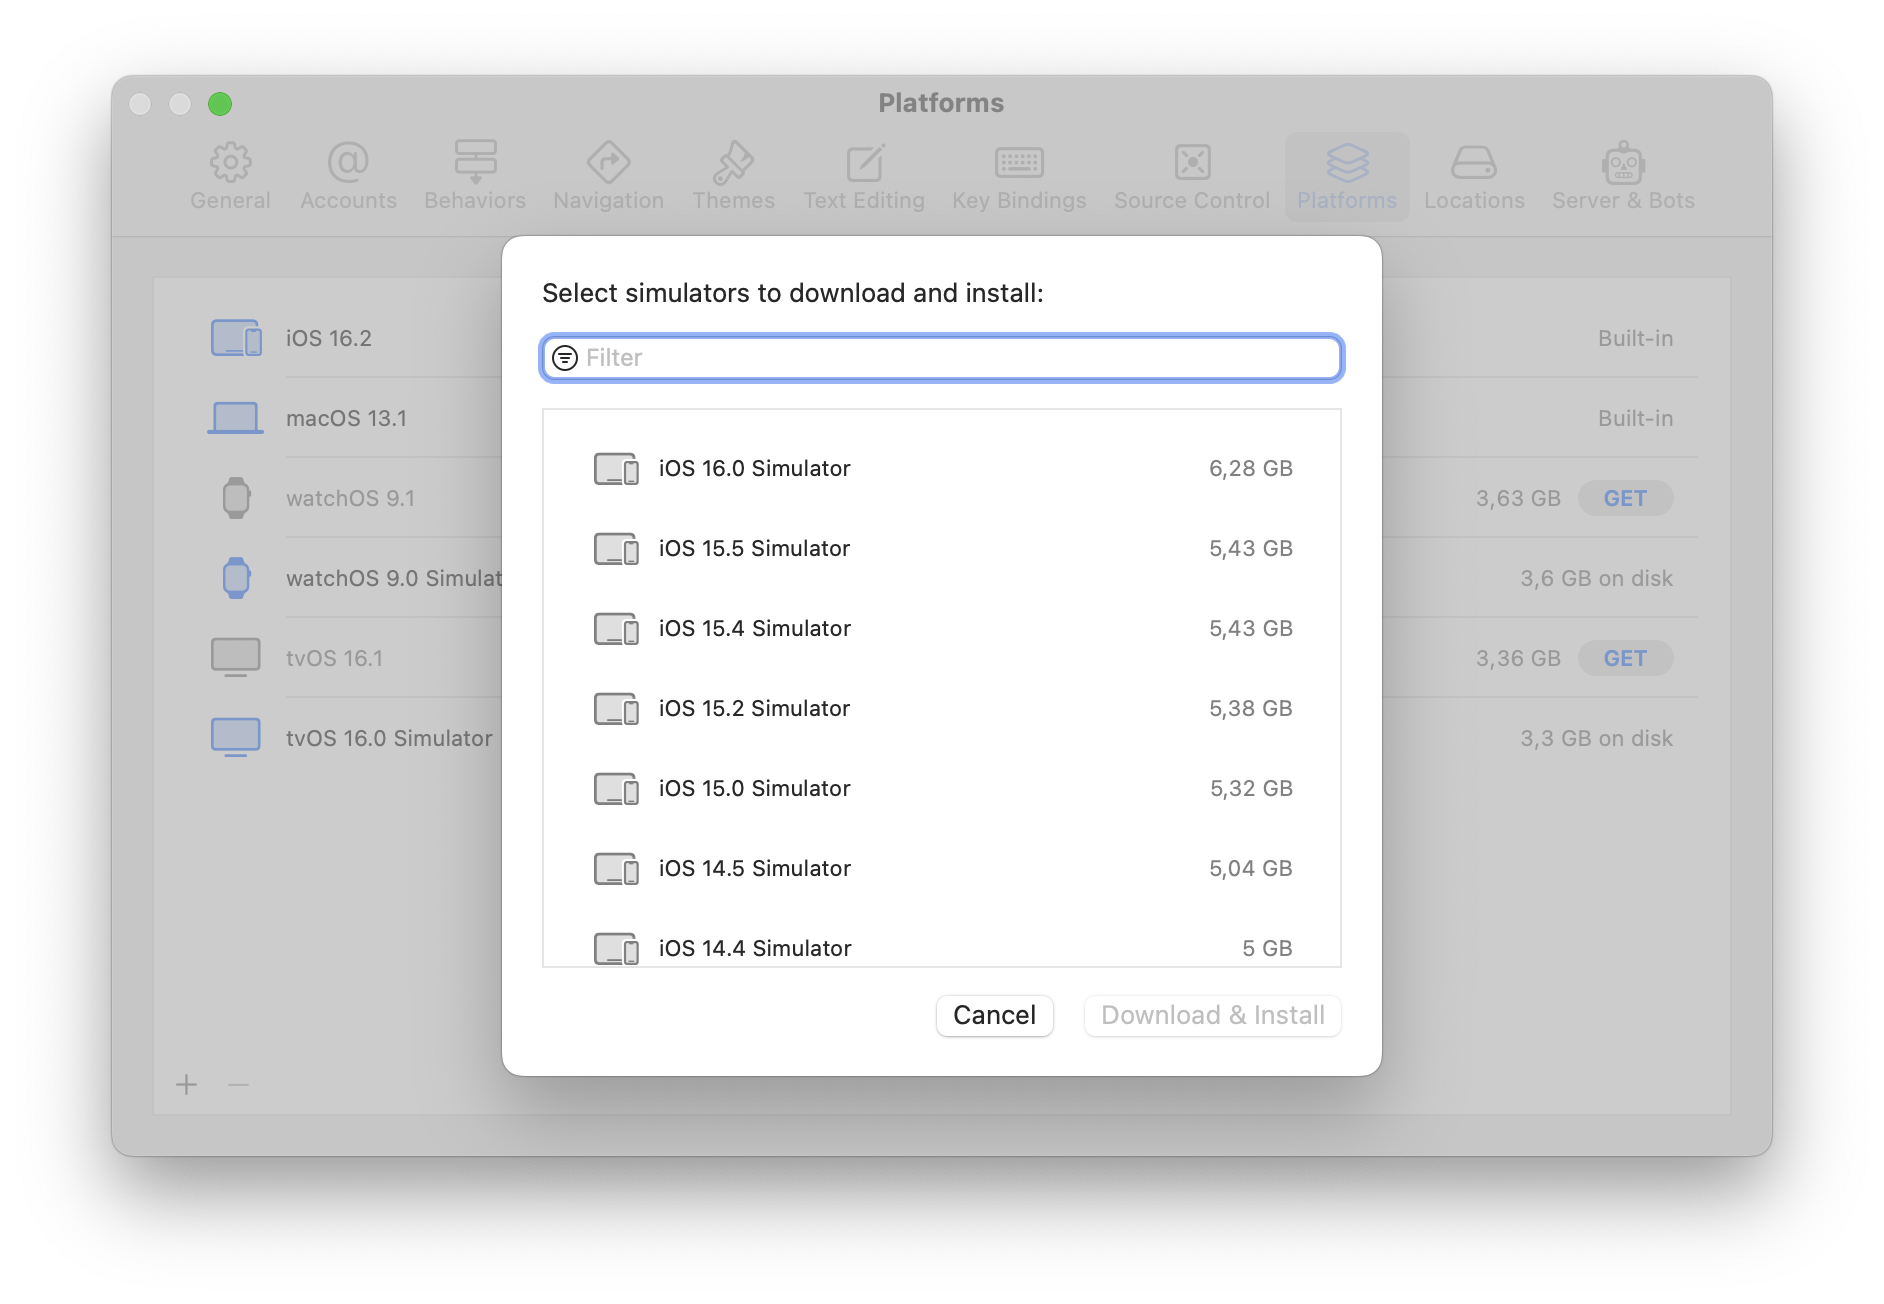 Platforms
General Accounts Behaviors Navigation Themes Text Editing Key Bindings Source Control Platforms Locations Server & Bots
Select simulators to download and install:
Filter
iOS 16.0 Simulator 6,28 GB
iOS 15.5 Simulator 5,43 GB
iOS 15.4 Simulator 5,43 GB
iOS 15.2 Simulator 5,38 GB
iOS 15.0 Simulator 5,32 GB
iOS 14.5 Simulator 5,04 GB
iOS 14.4 Simulator 5 GB
Cancel Download & Install
iOS 16.2 Built-in
macOS 13.1 Built-in
watchOS 9.1 3,63 GB GET
watchOS 9.0 Simulat 3,6 GB on disk
tvOS 16.1 3,36 GB GET
tvOS 16.0 Simulator 3,3 GB on disk